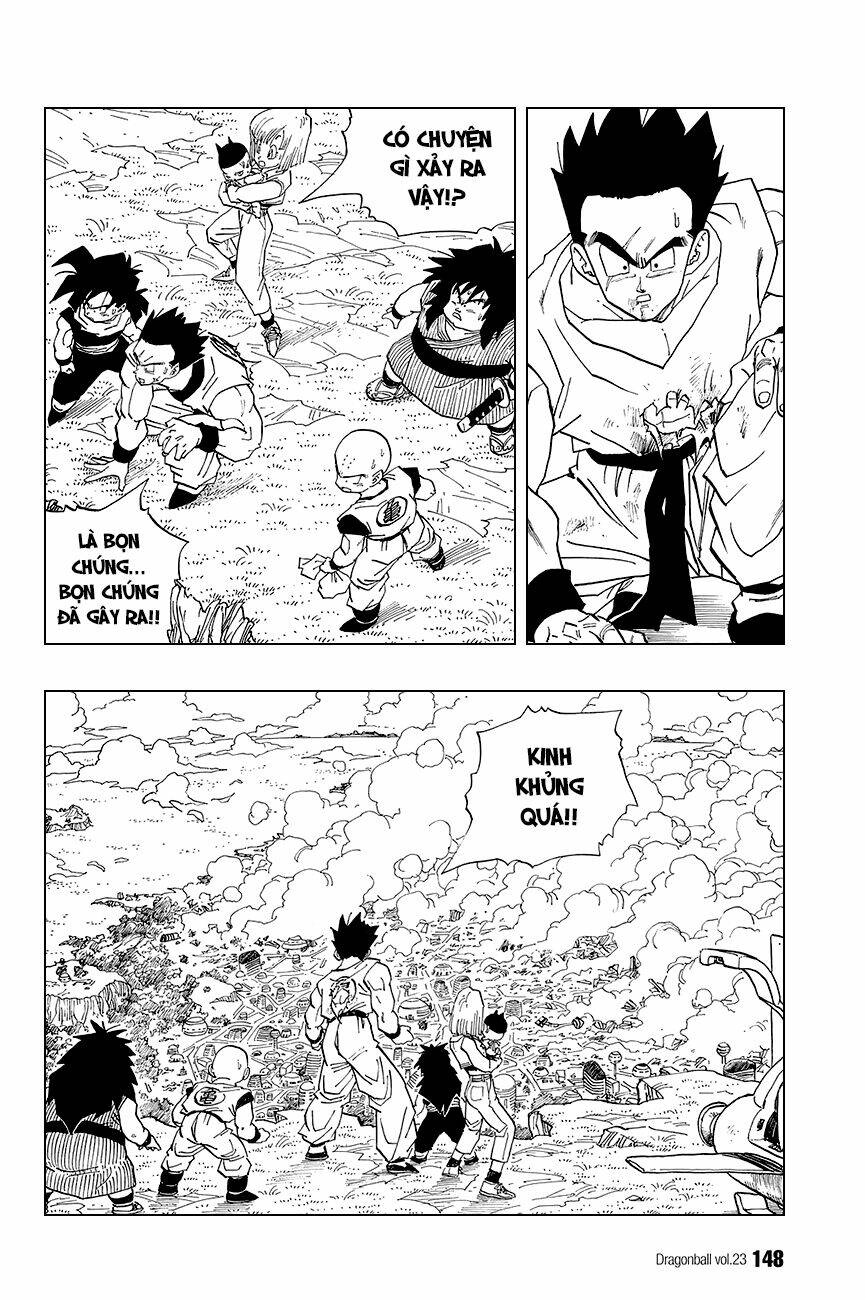 CÓ CHUYỆN
GÌ XẢY RA
VẬY!?
LÀ BỌN
CHÚNG...
BỌN CHÚNG
ĐÃ GÂY RA!!
KINH
KHỦNG
QUÁ!!
Dragonball vol.23 148